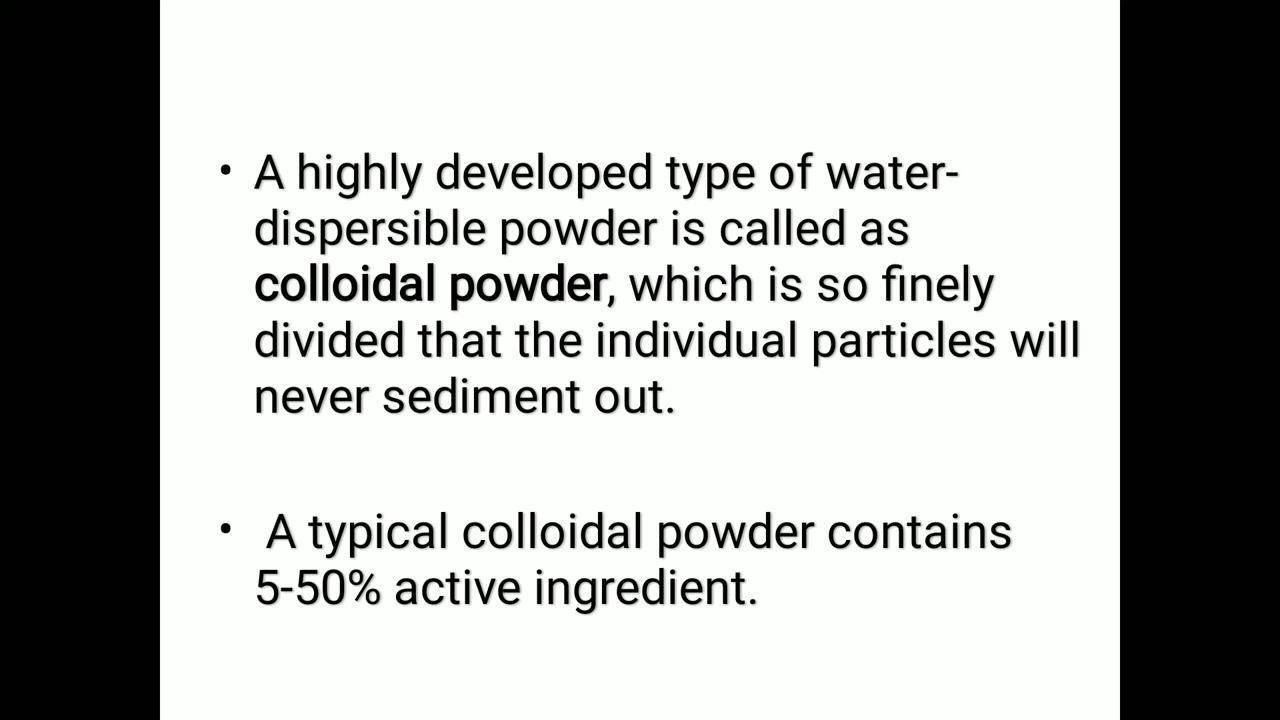 • A highly developed type of water-
dispersible powder is called as
colloidal powder, which is so finely
divided that the individual particles will
never sediment out.
• A typical colloidal powder contains
5-50% active ingredient.